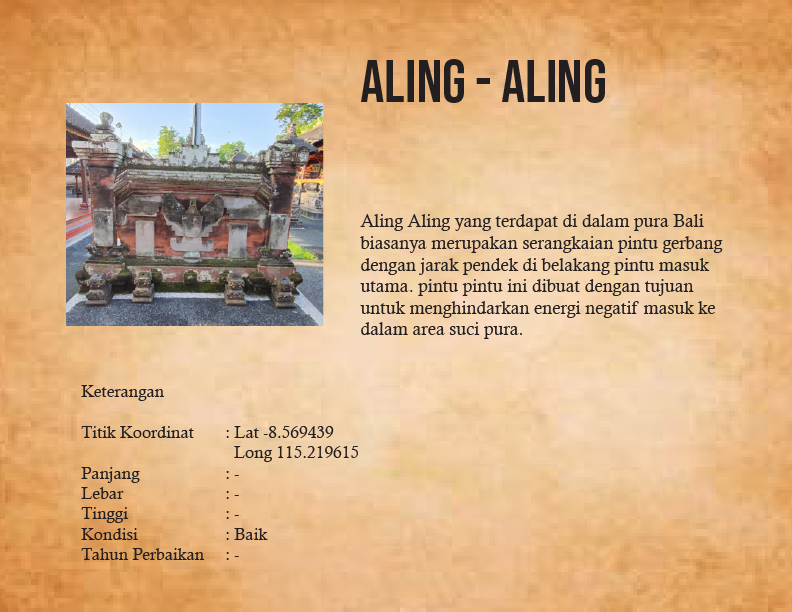 ALING - ALING
Aling Aling yang terdapat di dalam pura Bali
biasanya merupakan serangkaian pintu gerbang
dengan jarak pendek di belakang pintu masuk
utama. pintu pintu ini dibuat dengan tujuan
untuk menghindarkan energi negatif masuk ke
dalam area suci pura.
Keterangan
Titik Koordinat : Lat -8.569439
Long 115.219615
Panjang : -
Lebar : -
Tinggi : -
Kondisi : Baik
Tahun Perbaikan : -